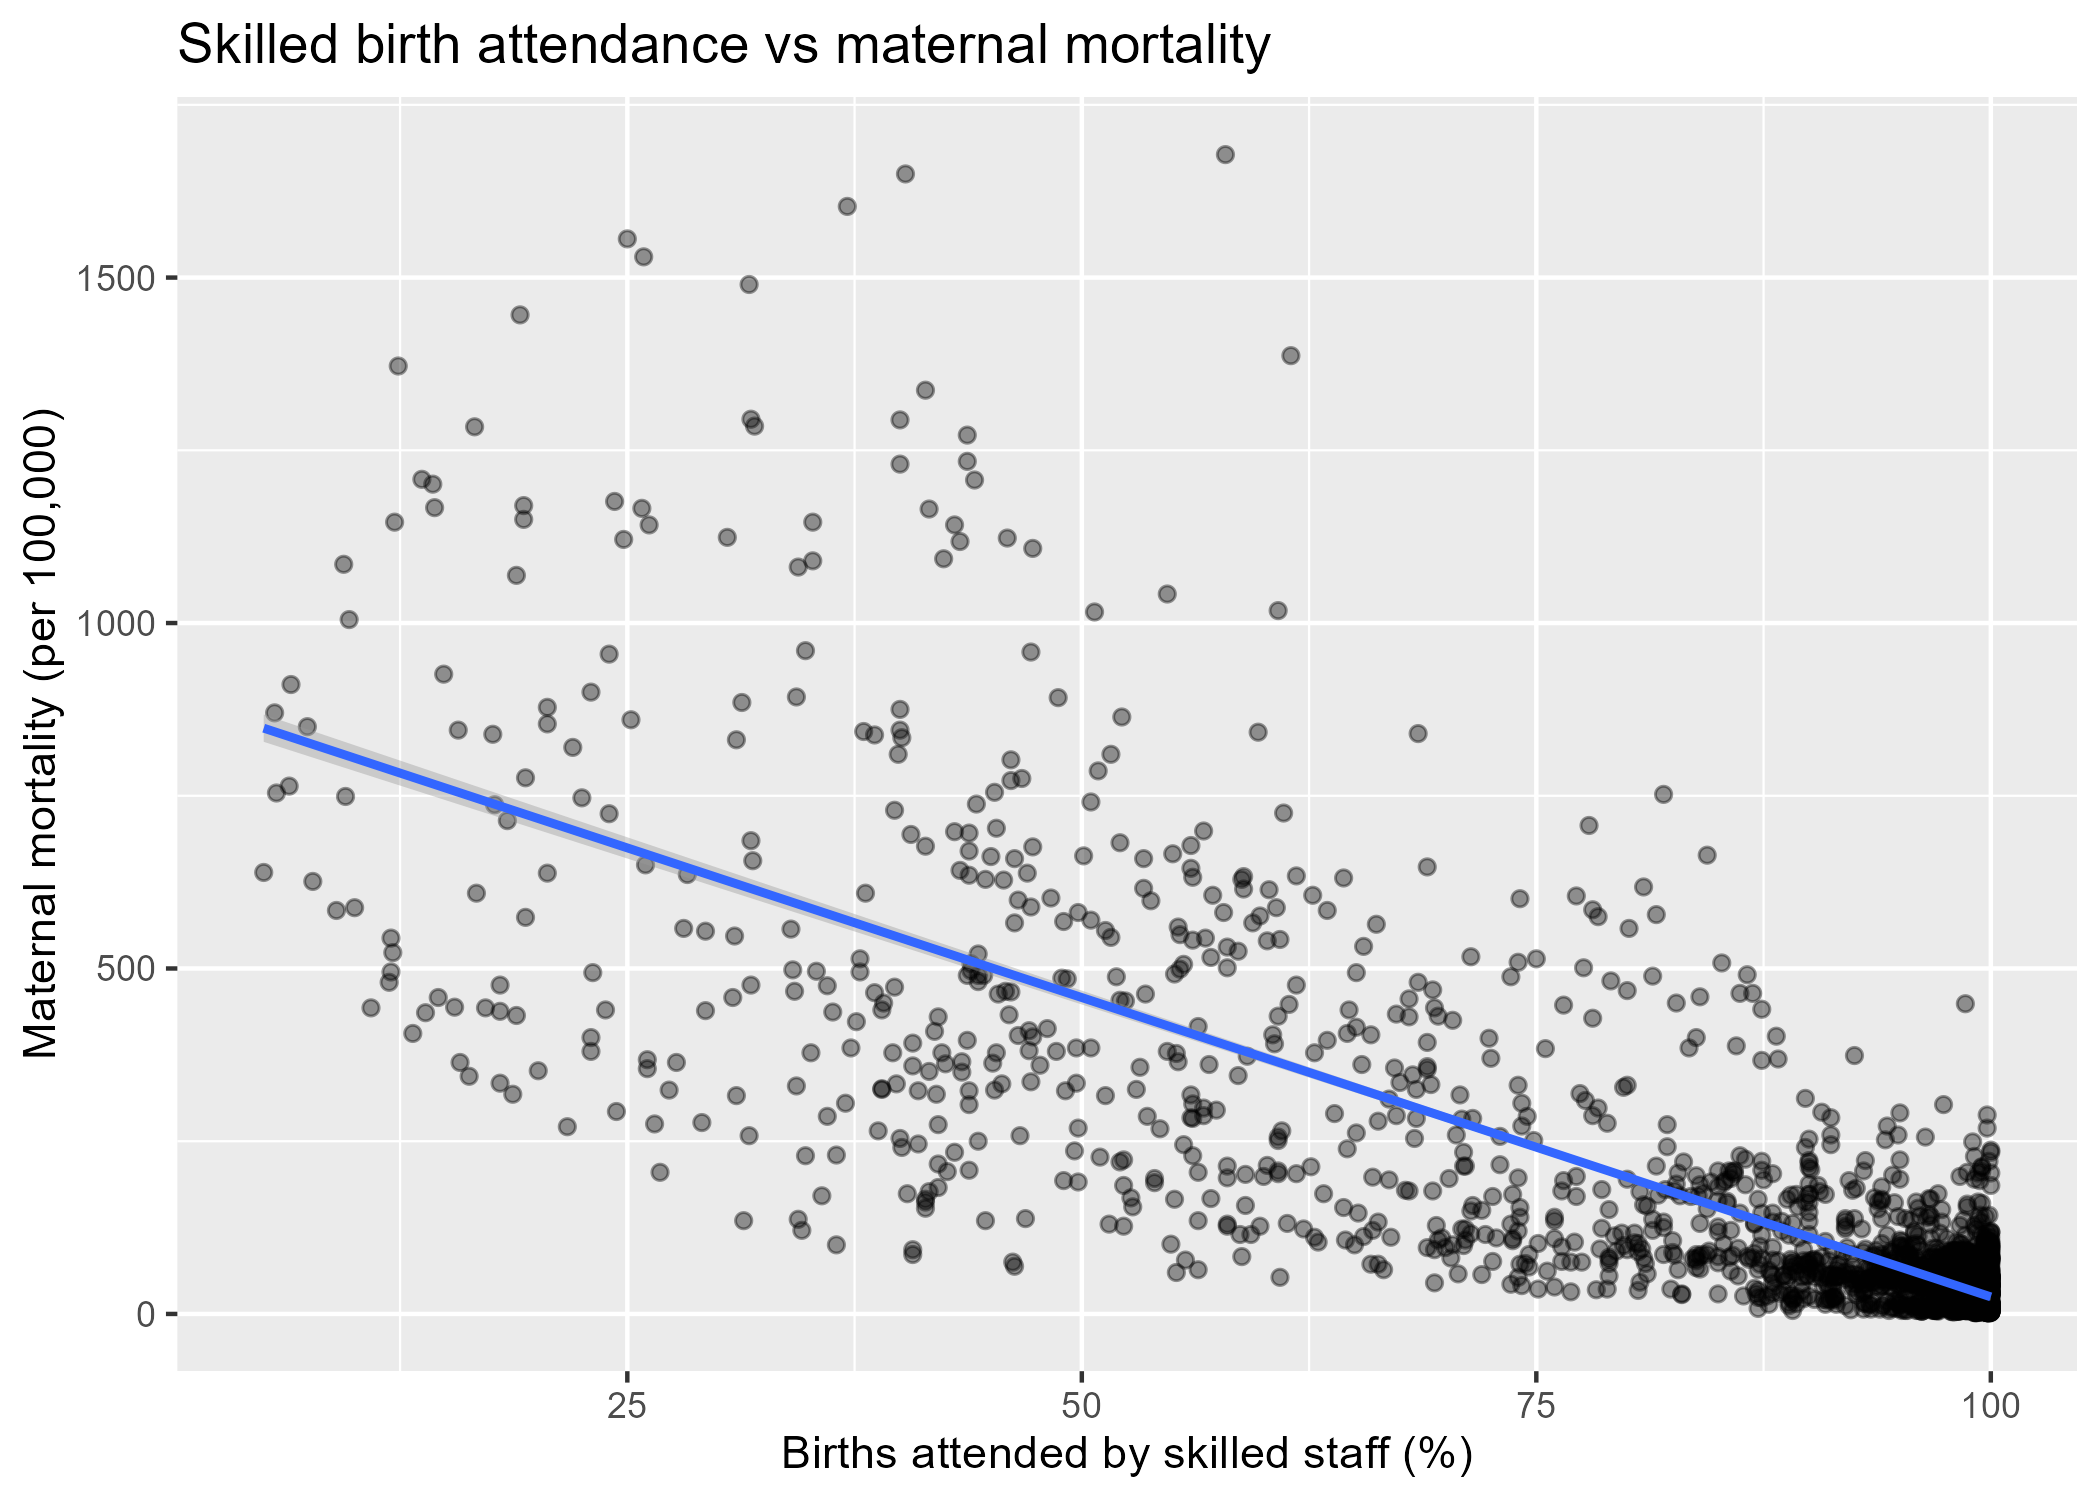 Skilled birth attendance vs maternal mortality
Maternal mortality (per 100,000)
1500
1000
500
0
25
50
75
100
Births attended by skilled staff (%)